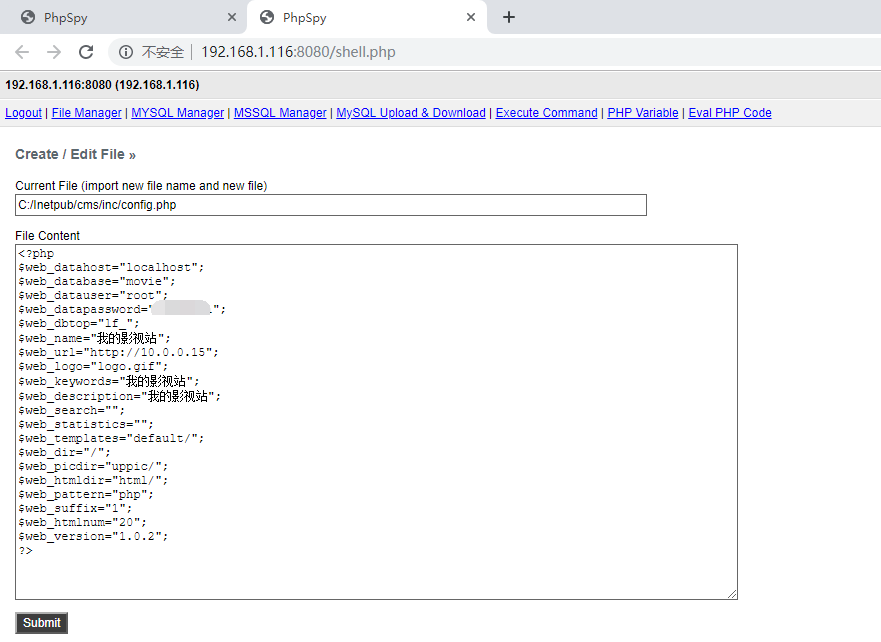 PhpSpy
PhpSpy
不安全 192.168.1.116:8080/shell.php
192.168.1.116:8080 (192.168.1.116)
Logout | File Manager | MYSQL Manager | MSSQL Manager | MySQL Upload & Download | Execute Command | PHP Variable | Eval PHP Code
Create / Edit File »
Current File (import new file name and new file)
C:/Inetpub/cms/inc/config.php
File Content
<?php
$web_datahost="localhost";
$web_database="movie";
$web_datauser="root";
$web_datapassword="";
$web_dbtop="lf_";
$web_name="我的影视站";
$web_url="http://10.0.0.15";
$web_logo="logo.gif";
$web_keywords="我的影视站";
$web_description="我的影视站";
$web_search="";
$web_statistics="";
$web_templates="default/";
$web_dir="/";
$web_picdir="uppic/";
$web_htmldir="html/";
$web_pattern="php";
$web_suffix="1";
$web_htmlnum="20";
$web_version="1.0.2";
?>
Submit